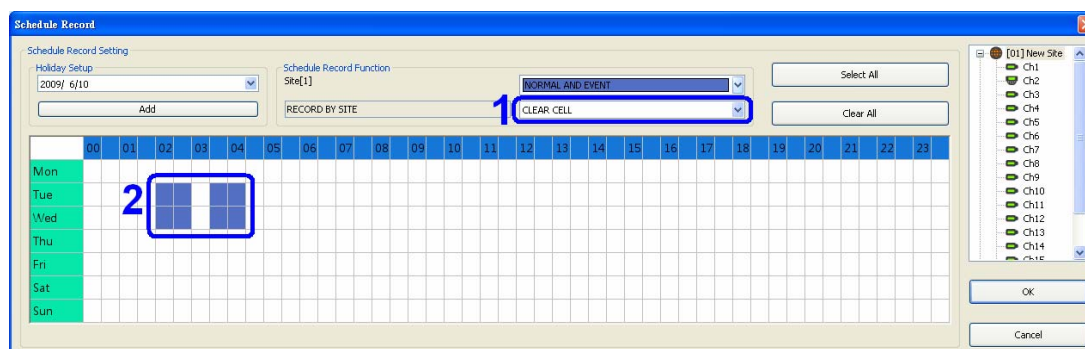 Schedule Record
Schedule Record Setting
Holiday Setup
2009/ 6/10
Add
Schedule Record Function
Site[1]
NORMAL AND EVENT
RECORD BY SITE
1
CLEAR CELL
Select All
Clear All
00 01 02 03 04 05 06 07 08 09 10 11 12 13 14 15 16 17 18 19 20 21 22 23
Mon
Tue
2
Wed
Thu
Fri
Sat
Sun
[01] New Site
Ch1
Ch2
Ch3
Ch4
Ch5
Ch6
Ch7
Ch8
Ch9
Ch10
Ch11
Ch12
Ch13
Ch14
Ch15
OK
Cancel